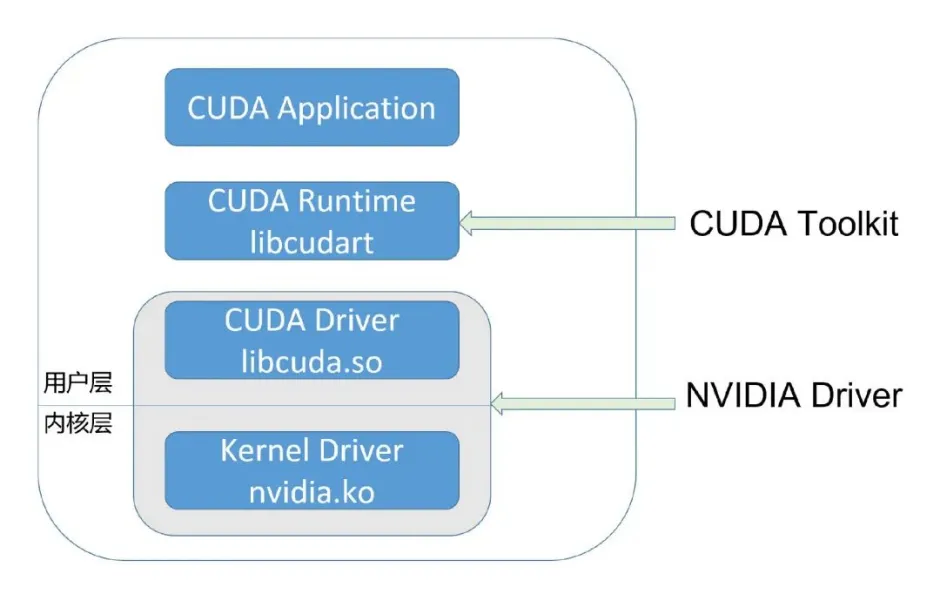 CUDA Application
CUDA Runtime
libcudart
CUDA Toolkit
CUDA Driver
libcuda.so
用户层
NVIDIA Driver
内核层
Kernel Driver
nvidia.ko